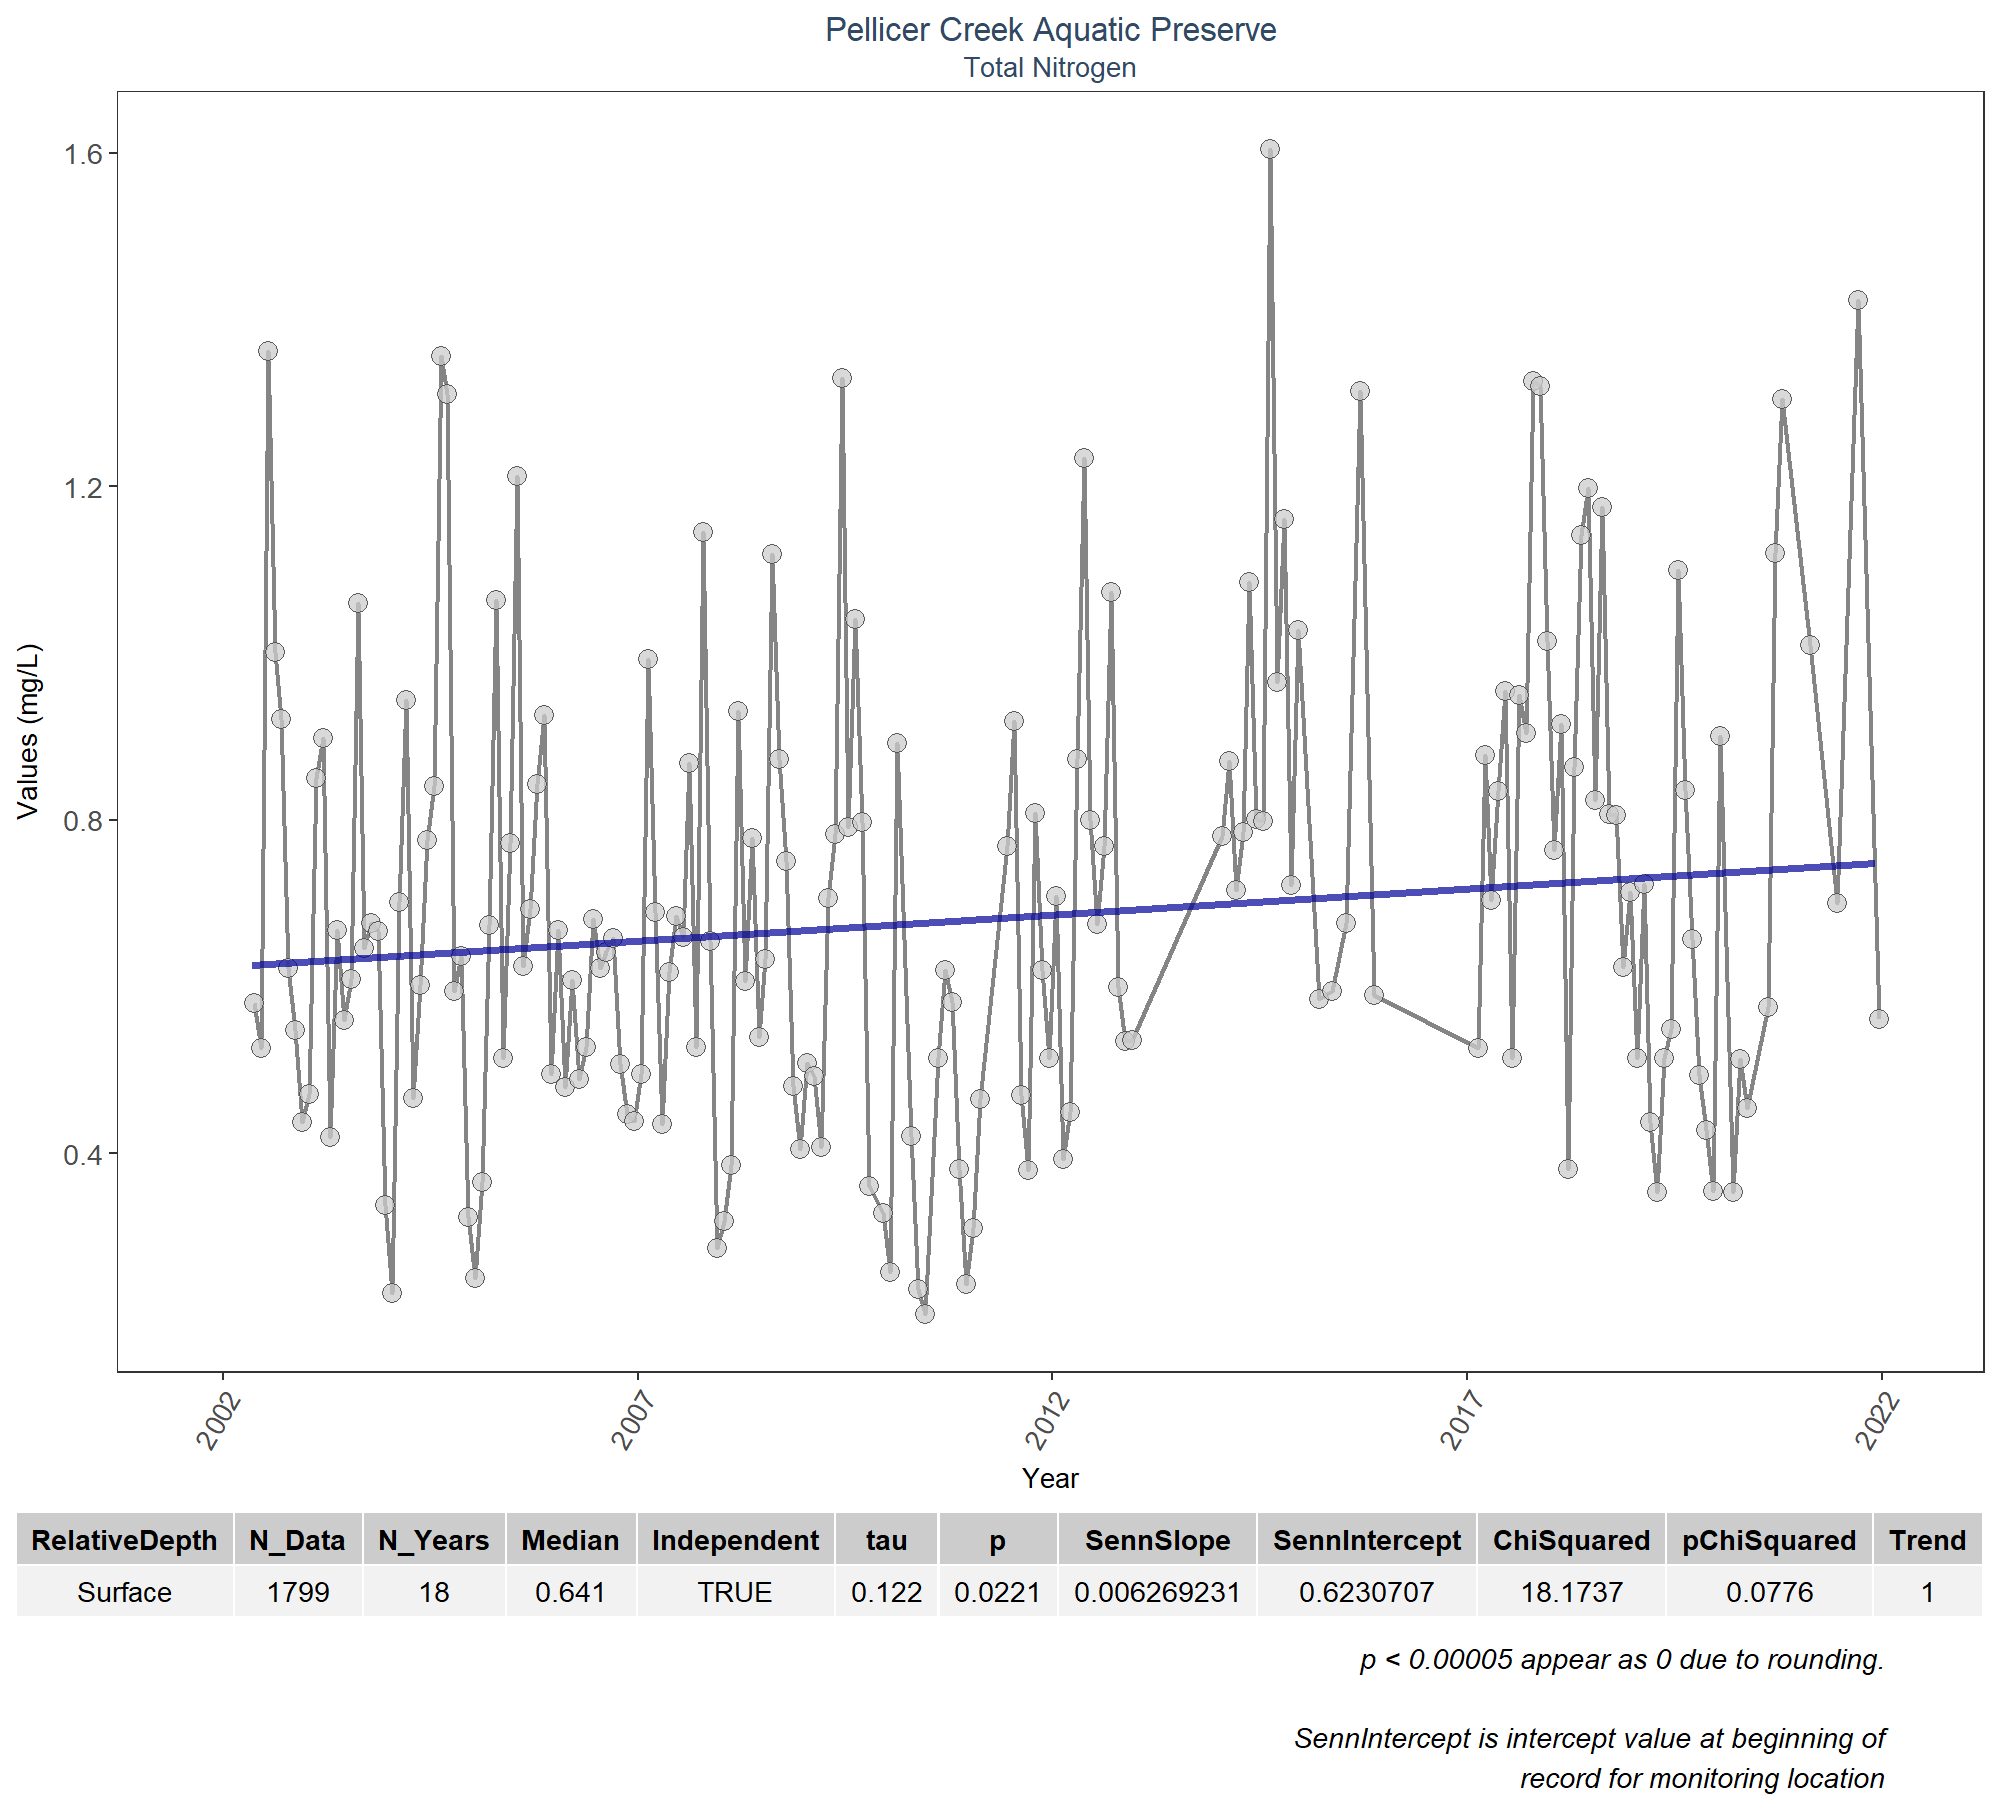 Pellicer Creek Aquatic Preserve
Total Nitrogen
Values (mg/L)
1.6
1.2
0.8
0.4
2002 2007 2012 2017 2022
Year
RelativeDepth N_Data N_Years Median Independent tau p SennSlope SennIntercept ChiSquared pChiSquared Trend
Surface 1799 18 0.641 TRUE 0.122 0.0221 0.006269231 0.6230707 18.1737 0.0776 1
p < 0.00005 appear as 0 due to rounding.
SennIntercept is intercept value at beginning of
record for monitoring location